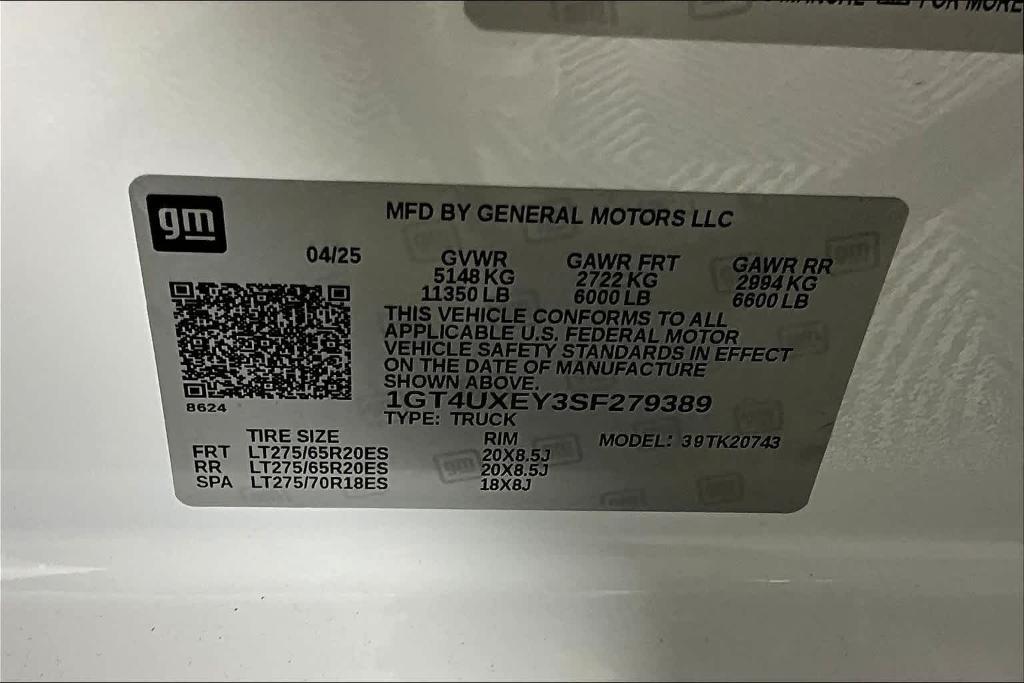 FOR MORE
gm
MFD BY GENERAL MOTORS LLC
04/25
GVWR GAWR FRT GAWR RR
5148 KG 2722 KG 2994 KG
11350 LB 6000 LB 6600 LB
THIS VEHICLE CONFORMS TO ALL
APPLICABLE U.S. FEDERAL MOTOR
VEHICLE SAFETY STANDARDS IN EFFECT
ON THE DATE OF MANUFACTURE
SHOWN ABOVE.
8624
1GT4UXEY3SF279389
TYPE: TRUCK
TIRE SIZE RIM MODEL: 39TK20743
FRT LT275/65R20ES 20X8.5J
RR LT275/65R20ES 20X8.5J
SPA LT275/70R18ES 18X8J